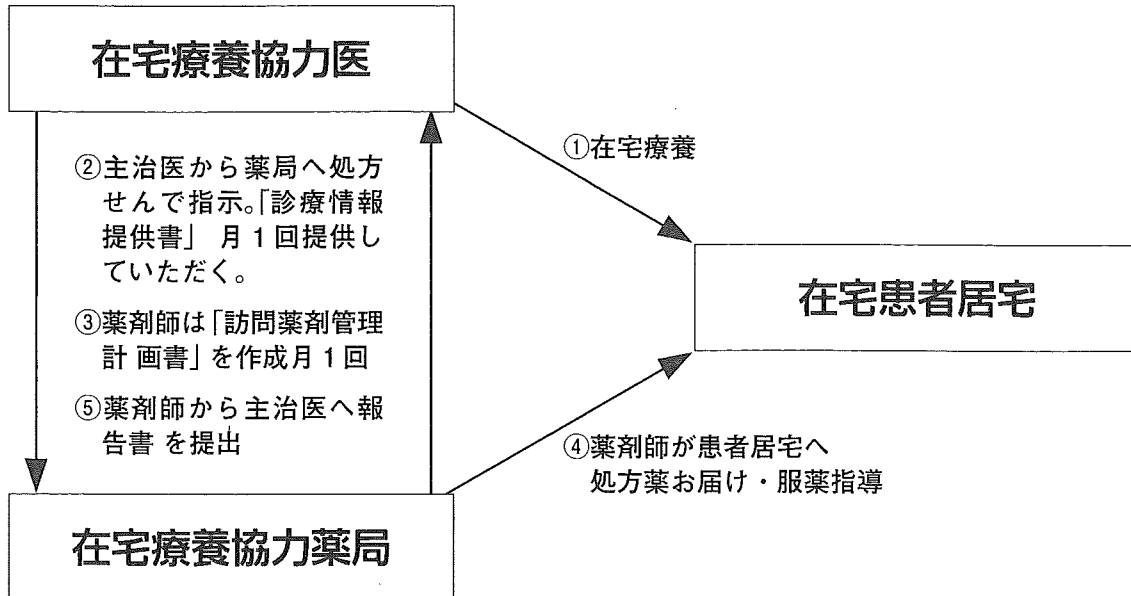 在宅療養協力医
①在宅療養
②主治医から薬局へ処方
せんで指示。「診療情報
提供書」 月1回提供し
ていただく。
在宅患者居宅
③薬剤師は「訪問薬剤管理
計 画書」を作成月1回
⑤薬剤師から主治医へ報
告書 を提出
④薬剤師が患者居宅へ
処方薬お届け・服薬指導
在宅療養協力薬局